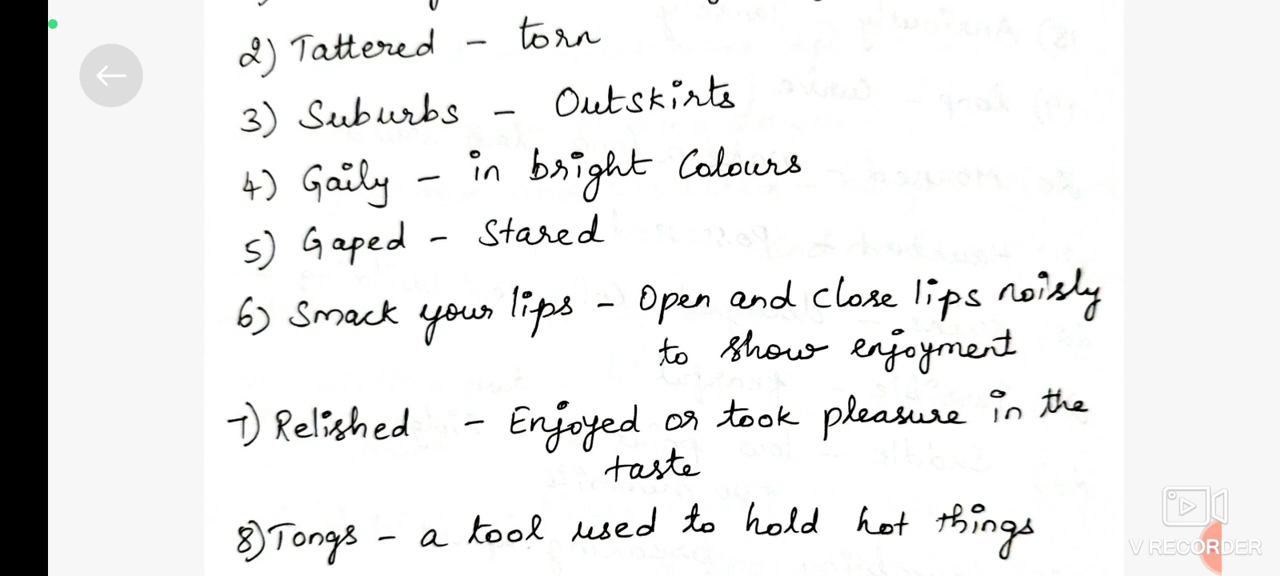 2) Tattered - torn
3) Suburbs - Outskirts
4) Gaily - in bright Colours
5) Gaped - Stared
6) Smack your lips - Open and close lips noisly
to show enjoyment
7) Relished - Enjoyed or took pleasure in the
taste
8) Tongs - a tool used to hold hot things
V RECORDER